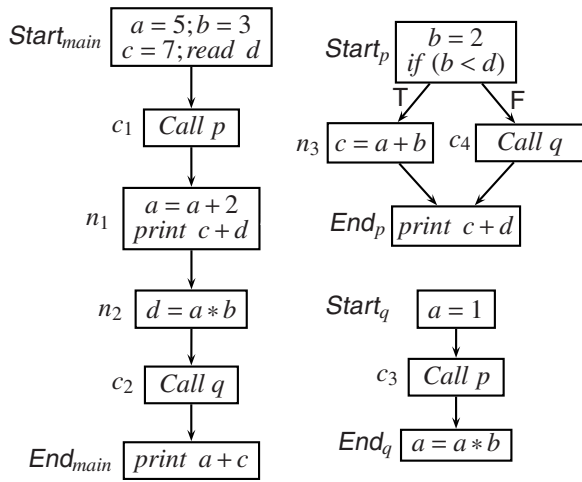 Start_main
a = 5; b = 3
c = 7; read d
c1
Call p
n1
a = a + 2
print c + d
n2
d = a * b
c2
Call q
End_main
print a + c
Start_p
b = 2
if (b < d)
T
F
n3
c = a + b
c4
Call q
End_p
print c + d
Start_q
a = 1
c3
Call p
End_q
a = a * b